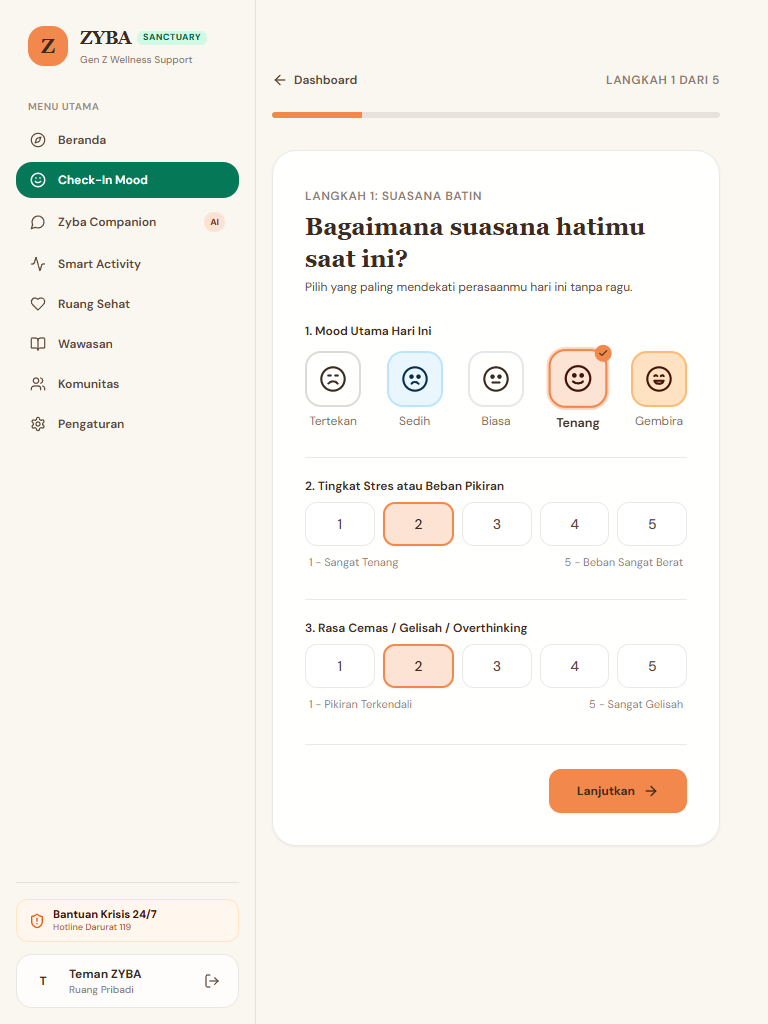 Z
ZYBA SANCTUARY
Gen Z Wellness Support
MENU UTAMA
Beranda
Check-In Mood
Zyba Companion AI
Smart Activity
Ruang Sehat
Wawasan
Komunitas
Pengaturan
Bantuan Krisis 24/7
Hotline Darurat 119
T
Teman ZYBA
Ruang Pribadi
Dashboard
LANGKAH 1 DARI 5
LANGKAH 1: SUASANA BATIN
Bagaimana suasana hatimu
saat ini?
Pilih yang paling mendekati perasaanmu hari ini tanpa ragu.
1. Mood Utama Hari Ini
Tertekan Sedih Biasa Tenang Gembira
2. Tingkat Stres atau Beban Pikiran
1 2 3 4 5
1 - Sangat Tenang 5 - Beban Sangat Berat
3. Rasa Cemas / Gelisah / Overthinking
1 2 3 4 5
1 - Pikiran Terkendali 5 - Sangat Gelisah
Lanjutkan